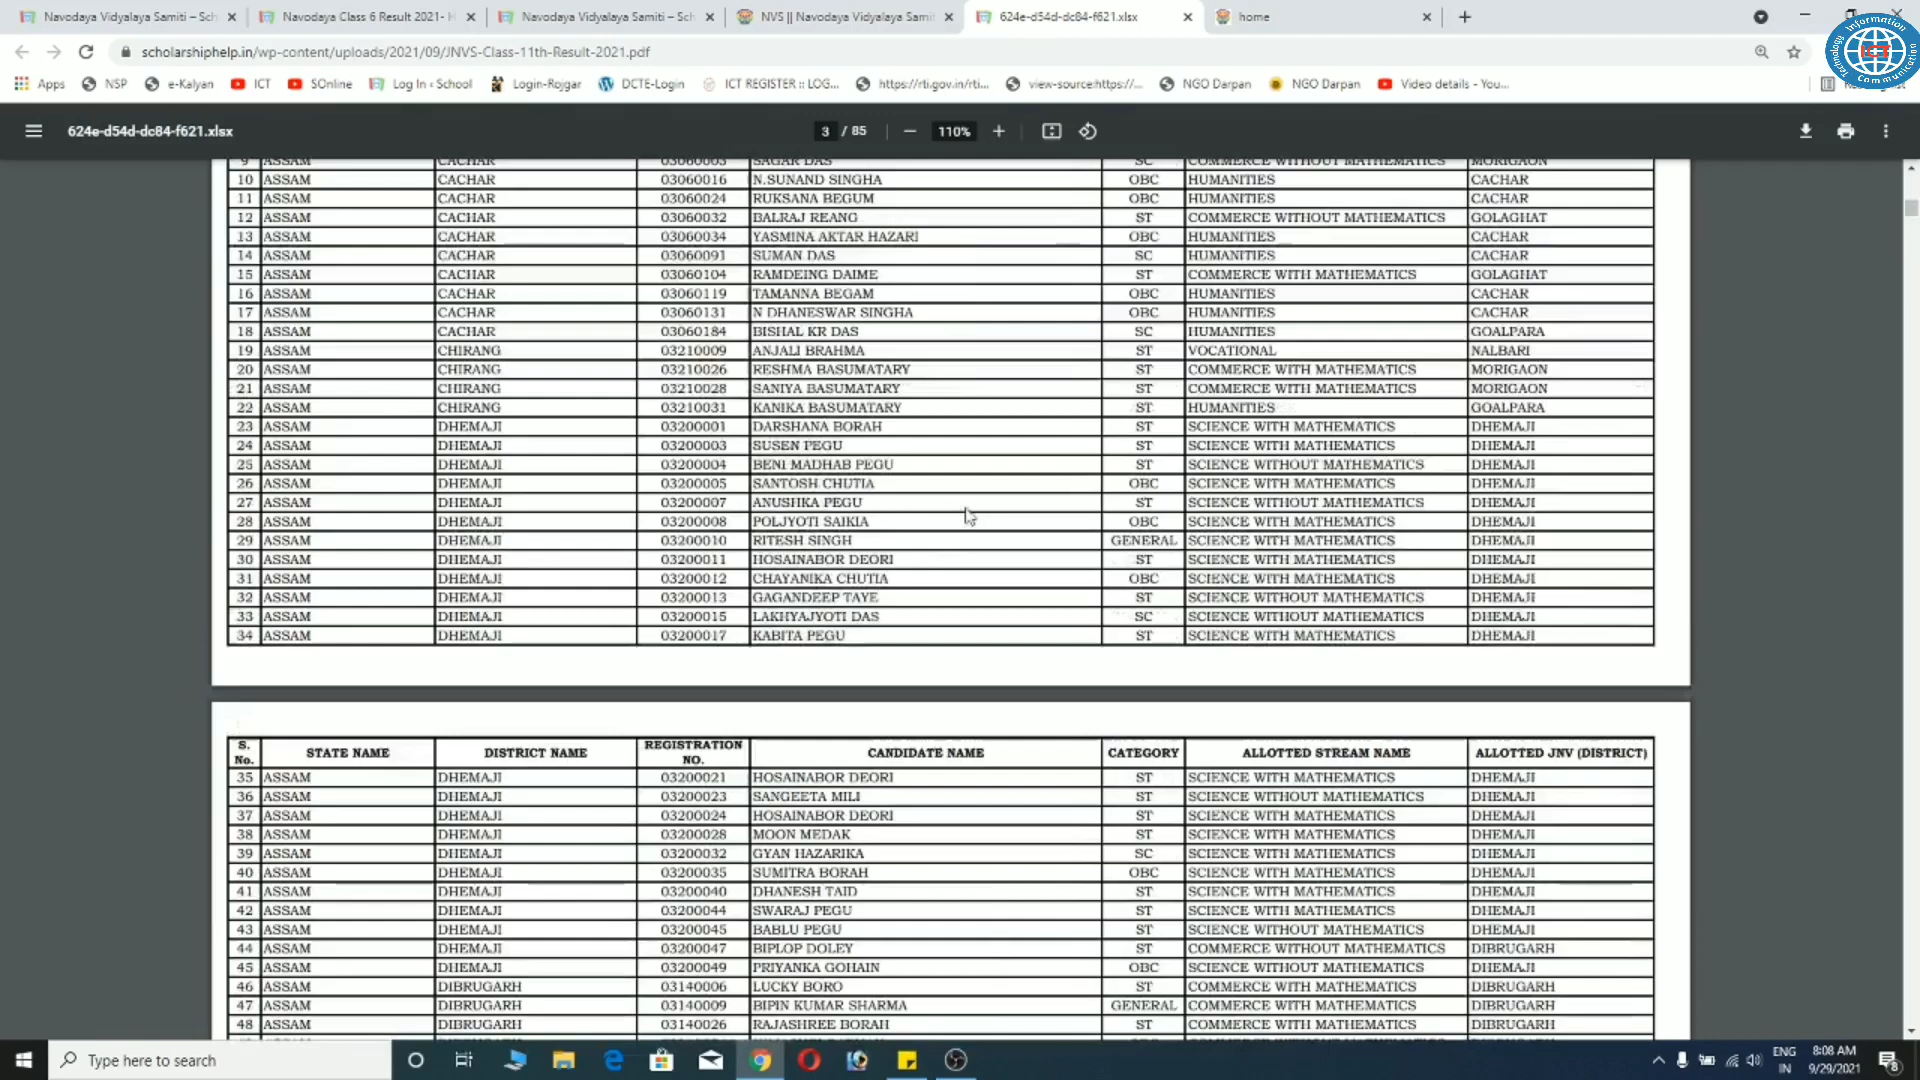 Navodaya Vidyalaya Samiti – Sch
Navodaya Class 6 Result 2021-
Navodaya Vidyalaya Samiti – Sch
NVS || Navodaya Vidyalaya Samiti
624e-d54d-dc84-f621.xlsx
home
scholarshiphelp.in/wp-content/uploads/2021/09/JNVS-Class-11th-Result-2021.pdf
Information
ICT
Communication
Apps NSP e-Kalyan ICT SOnline Log In ‹ School Login-Rojgar DCTE-Login ICT REGISTER :: LOG... https://rti.gov.in/rti... view-source:https://... NGO Darpan NGO Darpan Video details - You...
624e-d54d-dc84-f621.xlsx 3 / 85 110%
9 ASSAM CACHAR 03060003 SAGAR DAS SC COMMERCE WITHOUT MATHEMATICS MORIGAON
10 ASSAM CACHAR 03060016 N.SUNAND SINGHA OBC HUMANITIES CACHAR
11 ASSAM CACHAR 03060024 RUKSANA BEGUM OBC HUMANITIES CACHAR
12 ASSAM CACHAR 03060032 BALRAJ REANG ST COMMERCE WITHOUT MATHEMATICS GOLAGHAT
13 ASSAM CACHAR 03060034 YASMINA AKTAR HAZARI OBC HUMANITIES CACHAR
14 ASSAM CACHAR 03060091 SUMAN DAS SC HUMANITIES CACHAR
15 ASSAM CACHAR 03060104 RAMDEING DAIME ST COMMERCE WITH MATHEMATICS GOLAGHAT
16 ASSAM CACHAR 03060119 TAMANNA BEGAM OBC HUMANITIES CACHAR
17 ASSAM CACHAR 03060131 N DHANESWAR SINGHA OBC HUMANITIES CACHAR
18 ASSAM CACHAR 03060184 BISHAL KR DAS SC HUMANITIES GOALPARA
19 ASSAM CHIRANG 03210009 ANJALI BRAHMA ST VOCATIONAL NALBARI
20 ASSAM CHIRANG 03210026 RESHMA BASUMATARY ST COMMERCE WITH MATHEMATICS MORIGAON
21 ASSAM CHIRANG 03210028 SANIYA BASUMATARY ST COMMERCE WITH MATHEMATICS MORIGAON
22 ASSAM CHIRANG 03210031 KANIKA BASUMATARY ST HUMANITIES GOALPARA
23 ASSAM DHEMAJI 03200001 DARSHANA BORAH ST SCIENCE WITH MATHEMATICS DHEMAJI
24 ASSAM DHEMAJI 03200003 SUSEN PEGU ST SCIENCE WITH MATHEMATICS DHEMAJI
25 ASSAM DHEMAJI 03200004 BENI MADHAB PEGU ST SCIENCE WITHOUT MATHEMATICS DHEMAJI
26 ASSAM DHEMAJI 03200005 SANTOSH CHUTIA OBC SCIENCE WITH MATHEMATICS DHEMAJI
27 ASSAM DHEMAJI 03200007 ANUSHKA PEGU ST SCIENCE WITHOUT MATHEMATICS DHEMAJI
28 ASSAM DHEMAJI 03200008 POLJYOTI SAIKIA OBC SCIENCE WITH MATHEMATICS DHEMAJI
29 ASSAM DHEMAJI 03200010 RITESH SINGH GENERAL SCIENCE WITH MATHEMATICS DHEMAJI
30 ASSAM DHEMAJI 03200011 HOSAINABOR DEORI ST SCIENCE WITH MATHEMATICS DHEMAJI
31 ASSAM DHEMAJI 03200012 CHAYANIKA CHUTIA OBC SCIENCE WITH MATHEMATICS DHEMAJI
32 ASSAM DHEMAJI 03200013 GAGANDEEP TAYE ST SCIENCE WITHOUT MATHEMATICS DHEMAJI
33 ASSAM DHEMAJI 03200015 LAKHYAJYOTI DAS SC SCIENCE WITHOUT MATHEMATICS DHEMAJI
34 ASSAM DHEMAJI 03200017 KABITA PEGU ST SCIENCE WITH MATHEMATICS DHEMAJI
S. No. STATE NAME DISTRICT NAME REGISTRATION NO. CANDIDATE NAME CATEGORY ALLOTTED STREAM NAME ALLOTTED JNV (DISTRICT)
35 ASSAM DHEMAJI 03200021 HOSAINABOR DEORI ST SCIENCE WITH MATHEMATICS DHEMAJI
36 ASSAM DHEMAJI 03200023 SANGEETA MILI ST SCIENCE WITHOUT MATHEMATICS DHEMAJI
37 ASSAM DHEMAJI 03200024 HOSAINABOR DEORI ST SCIENCE WITH MATHEMATICS DHEMAJI
38 ASSAM DHEMAJI 03200028 MOON MEDAK ST SCIENCE WITH MATHEMATICS DHEMAJI
39 ASSAM DHEMAJI 03200032 GYAN HAZARIKA SC SCIENCE WITH MATHEMATICS DHEMAJI
40 ASSAM DHEMAJI 03200035 SUMITRA BORAH OBC SCIENCE WITH MATHEMATICS DHEMAJI
41 ASSAM DHEMAJI 03200040 DHANESH TAID ST SCIENCE WITH MATHEMATICS DHEMAJI
42 ASSAM DHEMAJI 03200044 SWARAJ PEGU ST SCIENCE WITH MATHEMATICS DHEMAJI
43 ASSAM DHEMAJI 03200045 BABLU PEGU ST SCIENCE WITHOUT MATHEMATICS DHEMAJI
44 ASSAM DHEMAJI 03200047 BIPLOP DOLEY ST COMMERCE WITHOUT MATHEMATICS DIBRUGARH
45 ASSAM DHEMAJI 03200049 PRIYANKA GOHAIN OBC SCIENCE WITHOUT MATHEMATICS DHEMAJI
46 ASSAM DIBRUGARH 03140006 LUCKY BORO ST COMMERCE WITH MATHEMATICS DIBRUGARH
47 ASSAM DIBRUGARH 03140009 BIPIN KUMAR SHARMA GENERAL COMMERCE WITH MATHEMATICS DIBRUGARH
48 ASSAM DIBRUGARH 03140026 RAJASHREE BORAH ST COMMERCE WITH MATHEMATICS DIBRUGARH
Type here to search
ENG
IN
8:08 AM
9/29/2021
8